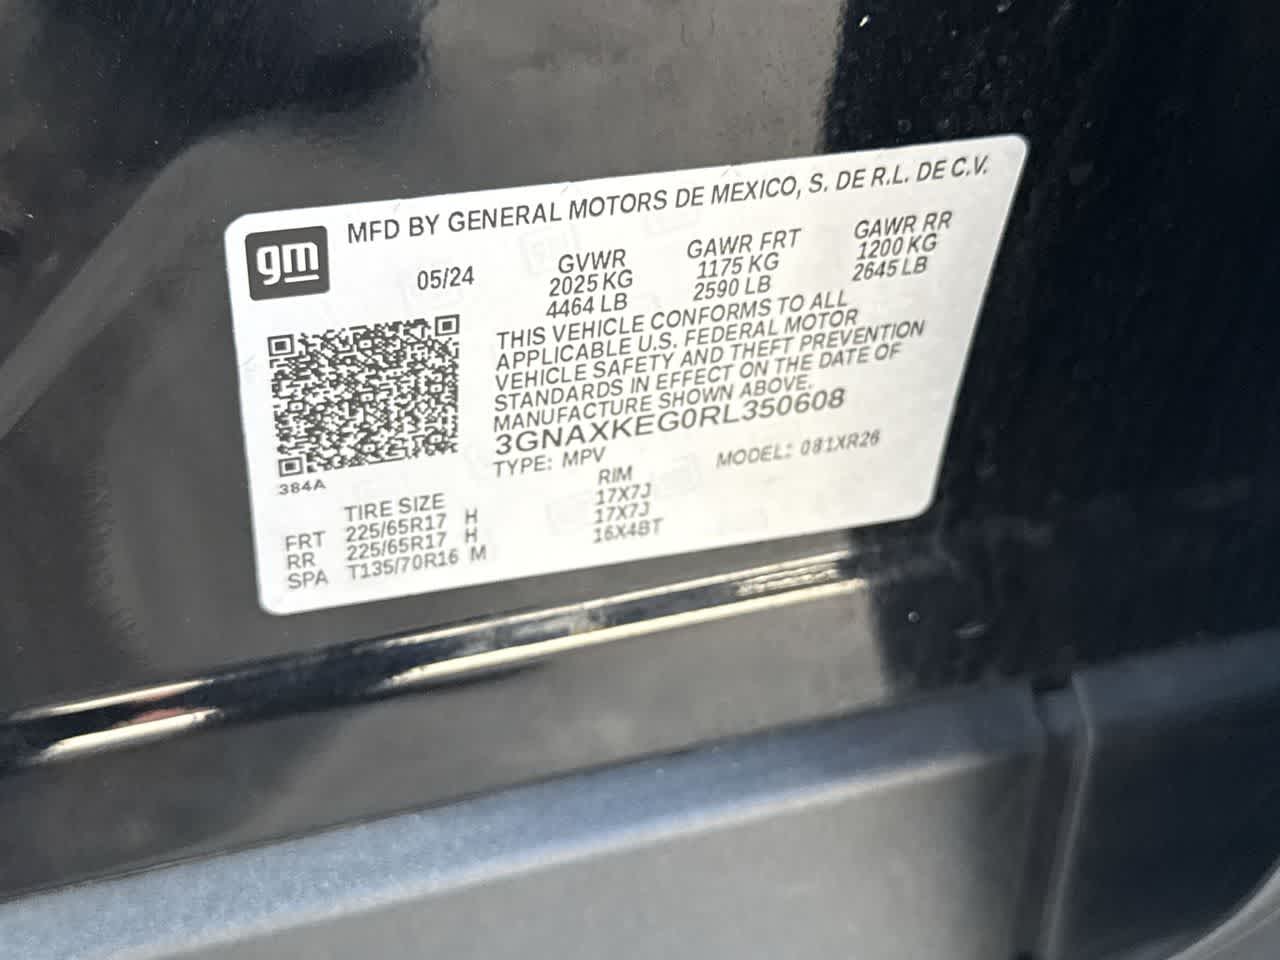 gm
MFD BY GENERAL MOTORS DE MEXICO, S. DE R.L. DE C.V.
05/24
GVWR
2025 KG
4464 LB
GAWR FRT
1175 KG
2590 LB
GAWR RR
1200 KG
2645 LB
THIS VEHICLE CONFORMS TO ALL
APPLICABLE U.S. FEDERAL MOTOR
VEHICLE SAFETY AND THEFT PREVENTION
STANDARDS IN EFFECT ON THE DATE OF
MANUFACTURE SHOWN ABOVE.
3GNAXKEG0RL350608
TYPE: MPV
MODEL: 081XR26
384A
TIRE SIZE RIM
FRT 225/65R17 H 17X7J
RR 225/65R17 H 17X7J
SPA T135/70R16 M 16X4BT